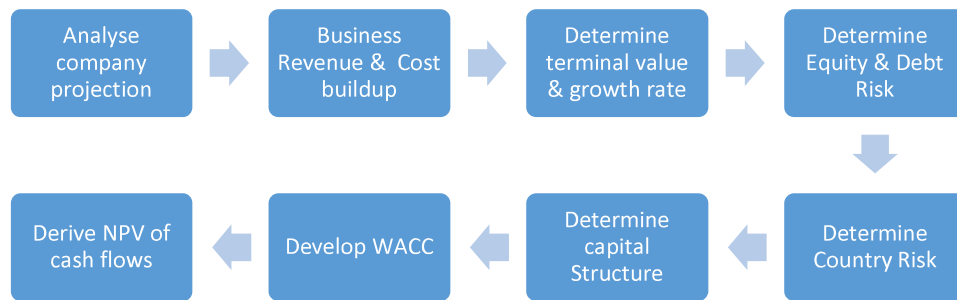 Analyse
company
projection
Business
Revenue & Cost
buildup
Determine
terminal value
& growth rate
Determine
Equity & Debt
Risk
Determine
Country Risk
Determine
capital
Structure
Develop WACC
Derive NPV of
cash flows